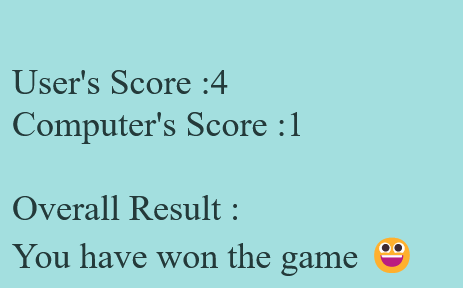 User's Score :4
Computer's Score :1
Overall Result :
You have won the game 😀